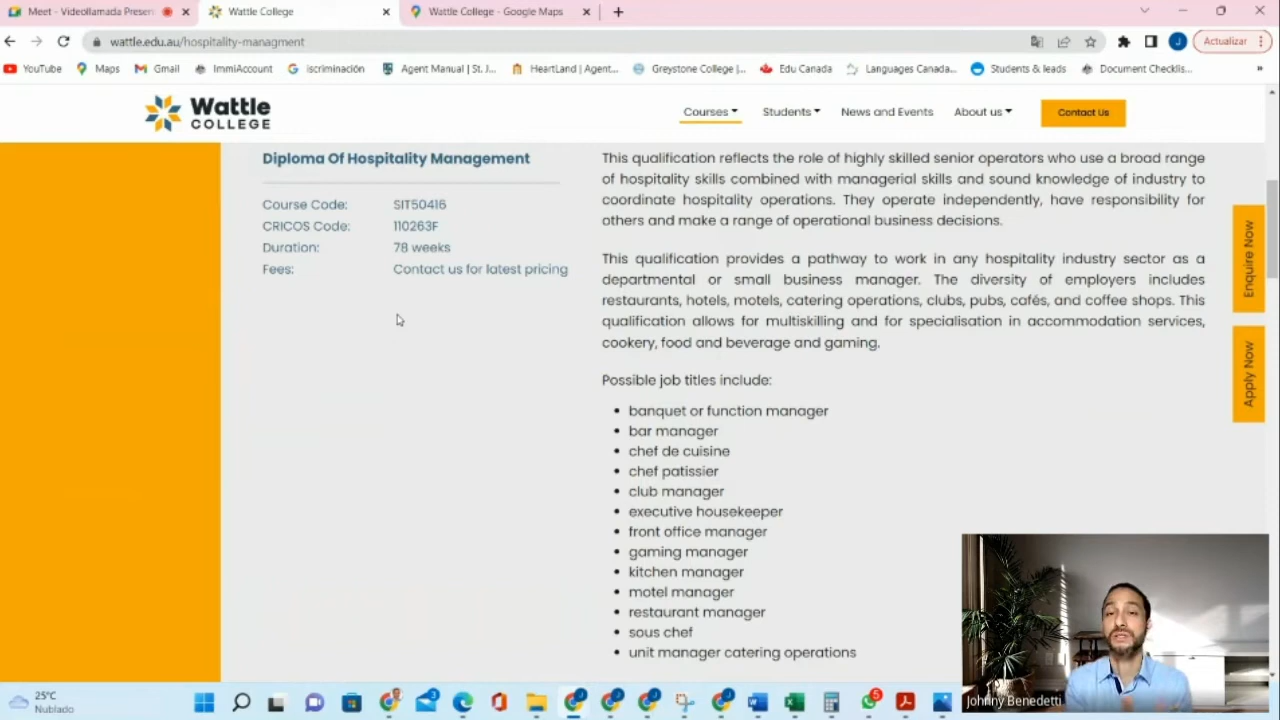 Meet - Videollamada Presen
Wattle College
Wattle College - Google Maps
wattle.edu.au/hospitality-managment
J
Actualizar
YouTube
Maps
Gmail
ImmiAccount
iscriminación
Agent Manual | St. J...
HeartLand | Agent...
Greystone College |...
Edu Canada
Languages Canada...
Students & leads
Document Checklis...
»
Wattle
COLLEGE
Courses
Students
News and Events
About us
Contact Us
Diploma Of Hospitality Management
Course Code: SIT50416
CRICOS Code: 110263F
Duration: 78 weeks
Fees: Contact us for latest pricing
This qualification reflects the role of highly skilled senior operators who use a broad range
of hospitality skills combined with managerial skills and sound knowledge of industry to
coordinate hospitality operations. They operate independently, have responsibility for
others and make a range of operational business decisions.
This qualification provides a pathway to work in any hospitality industry sector as a
departmental or small business manager. The diversity of employers includes
restaurants, hotels, motels, catering operations, clubs, pubs, cafés, and coffee shops. This
qualification allows for multiskilling and for specialisation in accommodation services,
cookery, food and beverage and gaming.
Possible job titles include:
• banquet or function manager
• bar manager
• chef de cuisine
• chef patissier
• club manager
• executive housekeeper
• front office manager
• gaming manager
• kitchen manager
• motel manager
• restaurant manager
• sous chef
• unit manager catering operations
Enquire Now
Apply Now
Johnny Benedetti
25°C
Nublado
5